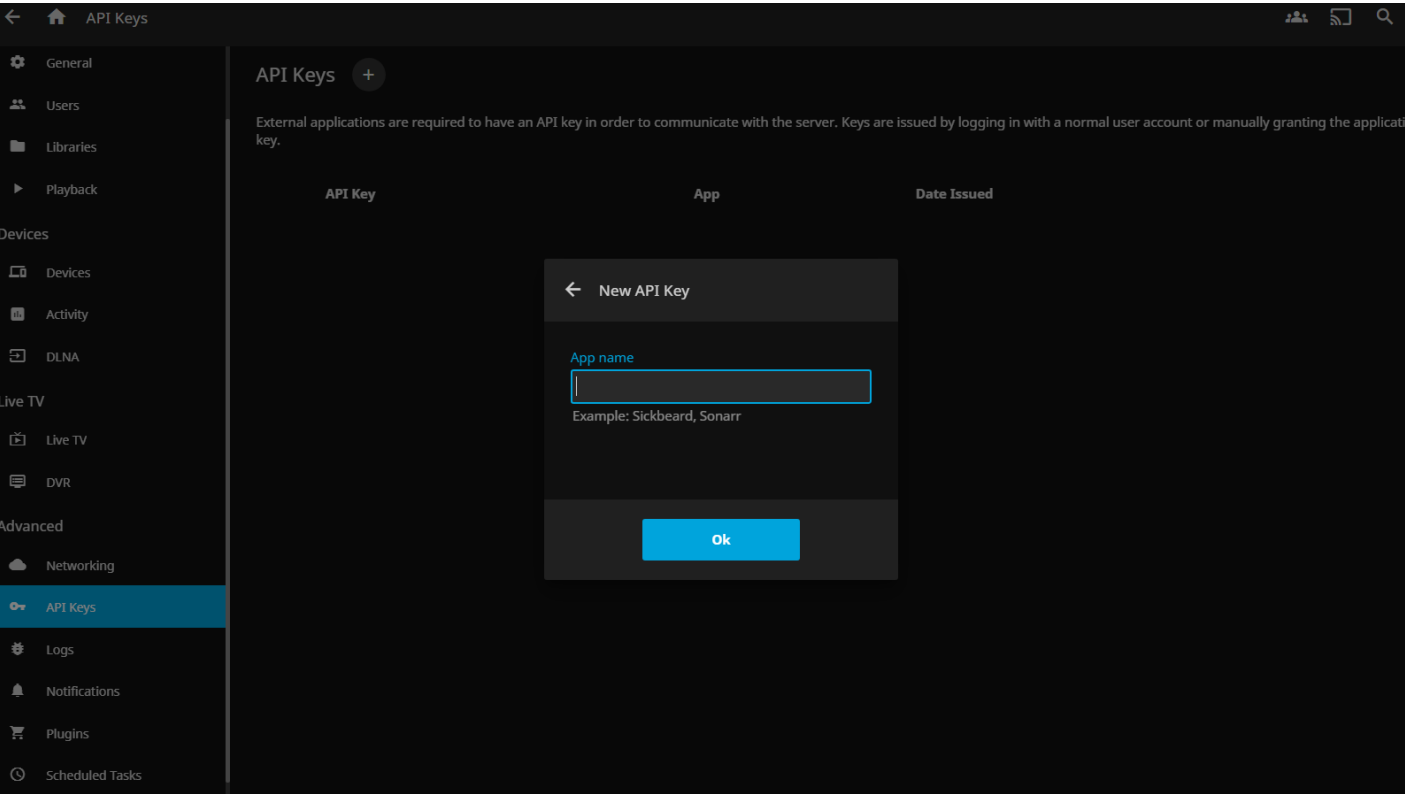 API Keys
General
Users
Libraries
Playback
Devices
Devices
Activity
DLNA
Live TV
Live TV
DVR
Advanced
Networking
API Keys
Logs
Notifications
Plugins
Scheduled Tasks
API Keys +
External applications are required to have an API key in order to communicate with the server. Keys are issued by logging in with a normal user account or manually granting the applicati
key.
API Key App Date Issued
New API Key
App name
Example: Sickbeard, Sonarr
Ok